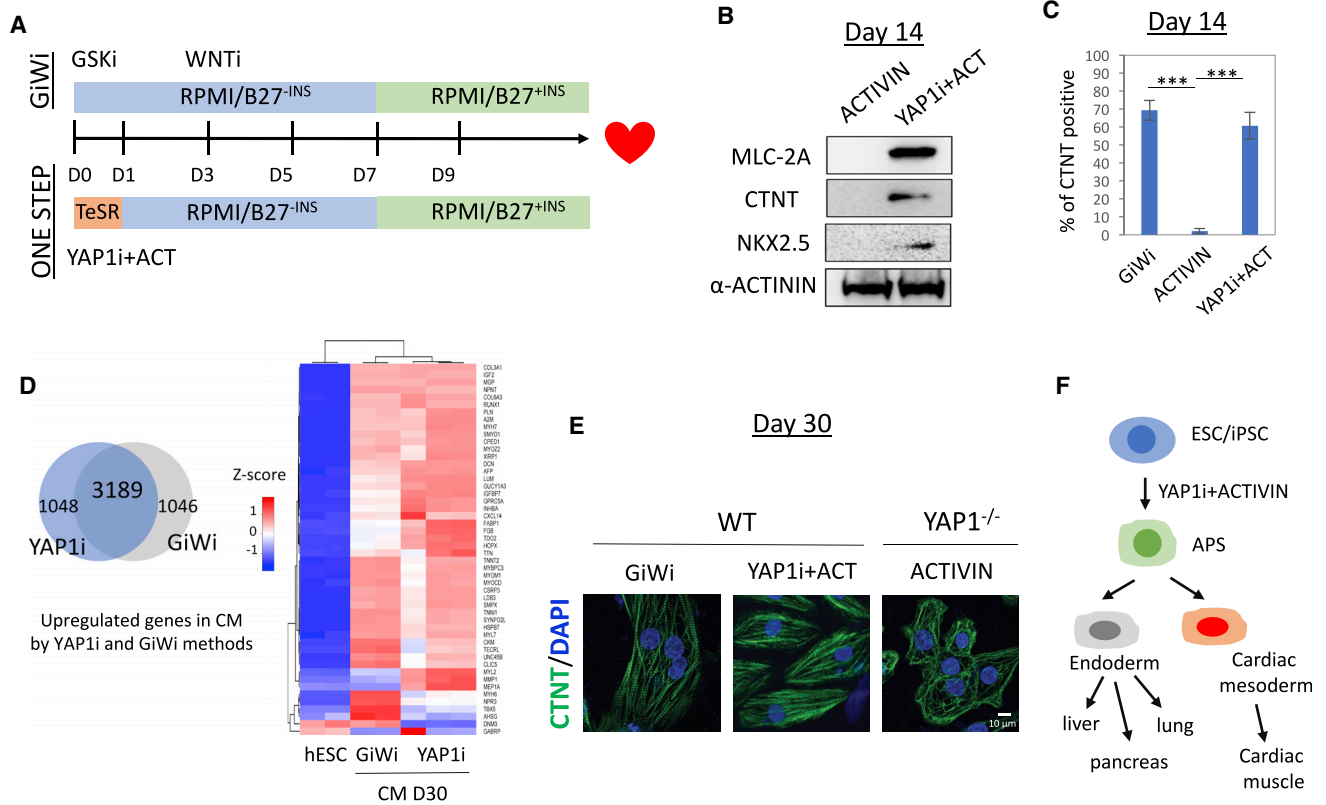 A
GiWi
GSKi
WNTi
RPMI/B27-INS
RPMI/B27+INS
D0
D1
D3
D5
D7
D9
ONE STEP
TeSR
RPMI/B27-INS
RPMI/B27+INS
YAP1i+ACT
B
Day 14
ACTIVIN
YAP1i+ACT
MLC-2A
CTNT
NKX2.5
α-ACTININ
C
Day 14
% of CTNT positive
100
90
80
70
60
50
40
30
20
10
0
***
***
GiWi
ACTIVIN
YAP1i+ACT
D
1048
3189
1046
YAP1i
GiWi
Upregulated genes in CM
by YAP1i and GiWi methods
Z-score
1
0
-1
COL3A1
IGF2
MGP
NPNT
COL6A3
RUNX1
PLN
A2M
MYH7
SMYD1
CPED1
MYOZ2
XIRP1
DCN
AFP
LUM
GUCY1A3
IGFBP7
GPRC5A
INHBA
CXCL14
FABP1
FGB
TDO2
HOPX
TTN
TNNT2
MYBPC3
MYOM1
MYOCD
CSRP3
LDB3
SMPX
TNNI1
SYNPO2L
HSPB7
MYL7
CKM
TECRL
UNC45B
CLIC5
MYL2
MMP1
MEP1A
MYH6
NPR3
TBX5
AHSG
DNM3
GABRP
hESC
GiWi
YAP1i
CM D30
E
Day 30
WT
YAP1-/-
GiWi
YAP1i+ACT
ACTIVIN
CTNT/DAPI
10 µm
F
ESC/iPSC
YAP1i+ACTIVIN
APS
Endoderm
Cardiac
mesoderm
liver
lung
pancreas
Cardiac
muscle